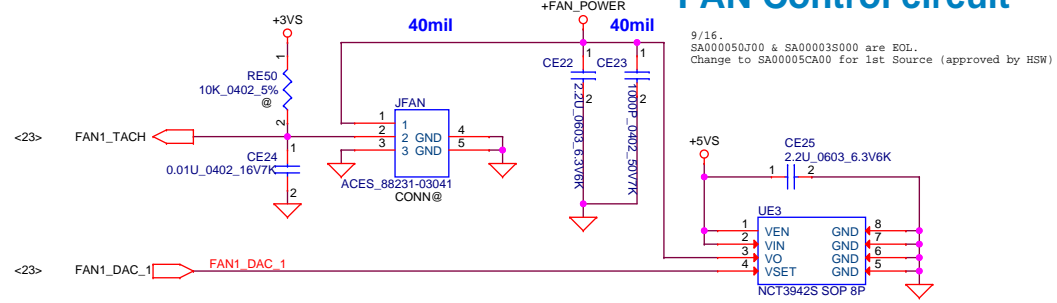 FAN Control circuit
+FAN_POWER
+3VS
40mil
40mil
9/16.
SA000050J00 & SA00003S000 are EOL.
Change to SA00005CA00 for 1st Source (approved by HSW)
1
RE50
10K_0402_5%
@
2
CE22
1
2
2.2U_0603_6.3V6K
CE23
1
2
1000P_0402_50V7K
JFAN
1
2
3
1
2
3
GND
GND
4
5
ACES_88231-03041
CONN@
<23>
FAN1_TACH
CE24
0.01U_0402_16V7K
1
2
+5VS
CE25
2.2U_0603_6.3V6K
1
2
UE3
1
VEN
GND
8
2
VIN
GND
7
3
VO
GND
6
4
VSET
GND
5
NCT3942S SOP 8P
<23>
FAN1_DAC_1
FAN1_DAC_1